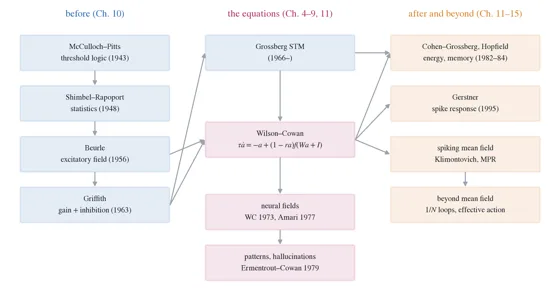 before (Ch. 10)
McCulloch–Pitts
threshold logic (1943)
Shimbel–Rapoport
statistics (1948)
Beurle
excitatory field (1956)
Griffith
gain + inhibition (1963)
the equations (Ch. 4–9, 11)
Grossberg STM
(1966–)
Wilson–Cowan
τȧ = −a + (1 − ra)f(Wa + I)
neural fields
WC 1973, Amari 1977
patterns, hallucinations
Ermentrout–Cowan 1979
after and beyond (Ch. 11–15)
Cohen–Grossberg, Hopfield
energy, memory (1982–84)
Gerstner
spike response (1995)
spiking mean field
Klimontovich, MPR
beyond mean field
1/N loops, effective action